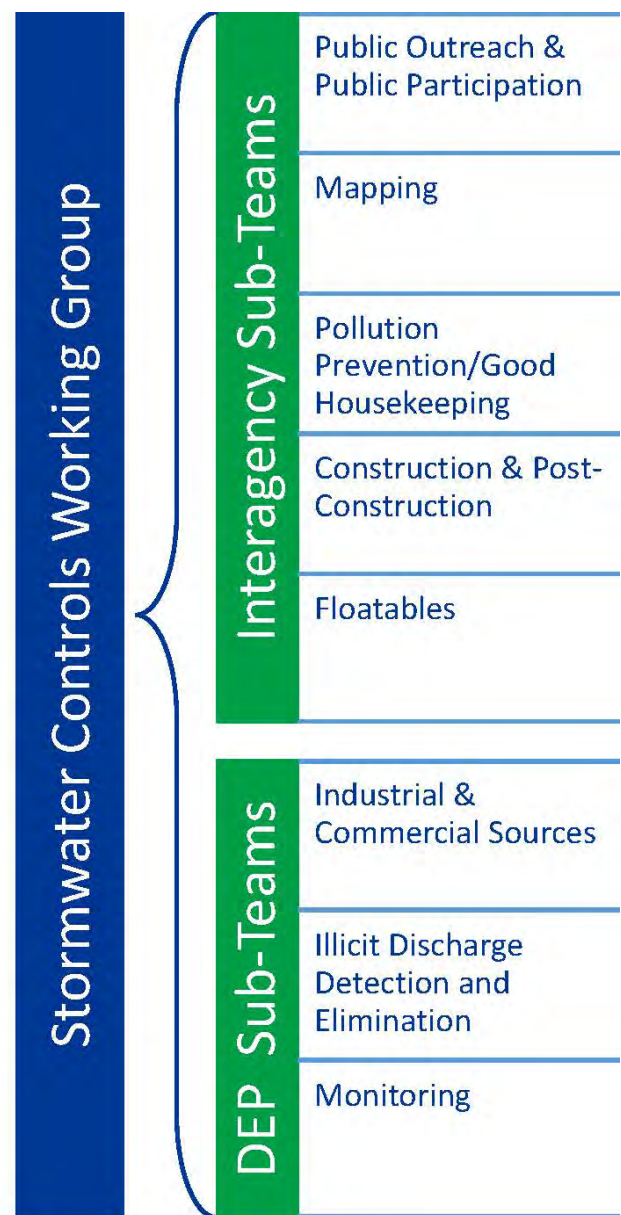 Stormwater Controls Working Group
Interagency Sub-Teams
Public Outreach &
Public Participation
Mapping
Pollution
Prevention/Good
Housekeeping
Construction & Post-
Construction
Floatables
DEP Sub-Teams
Industrial &
Commercial Sources
Illicit Discharge
Detection and
Elimination
Monitoring